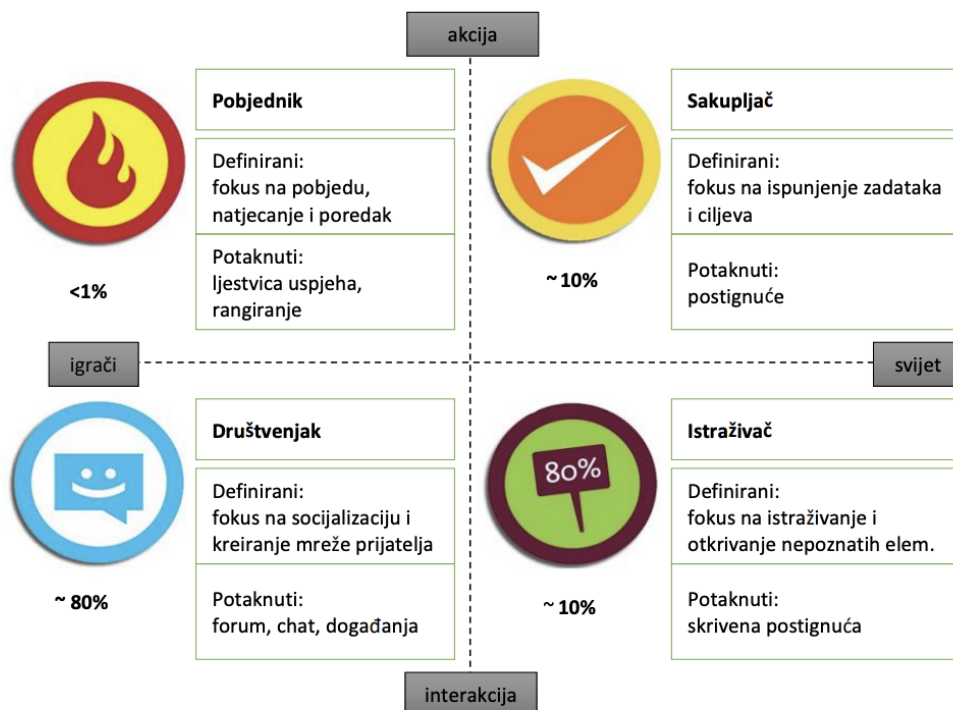 akcija
Pobjednik
Definirani:
fokus na pobjedu,
natjecanje i poredak
Potaknuti:
ljestvica uspjeha,
rangiranje
<1%
Sakupljač
Definirani:
fokus na ispunjenje zadataka
i ciljeva
Potaknuti:
postignuće
~ 10%
igrači
svijet
Društvenjak
Definirani:
fokus na socijalizaciju i
kreiranje mreže prijatelja
Potaknuti:
forum, chat, događanja
~ 80%
80%
Istraživač
Definirani:
fokus na istraživanje i
otkrivanje nepoznatih elem.
Potaknuti:
skrivena postignuća
~ 10%
interakcija